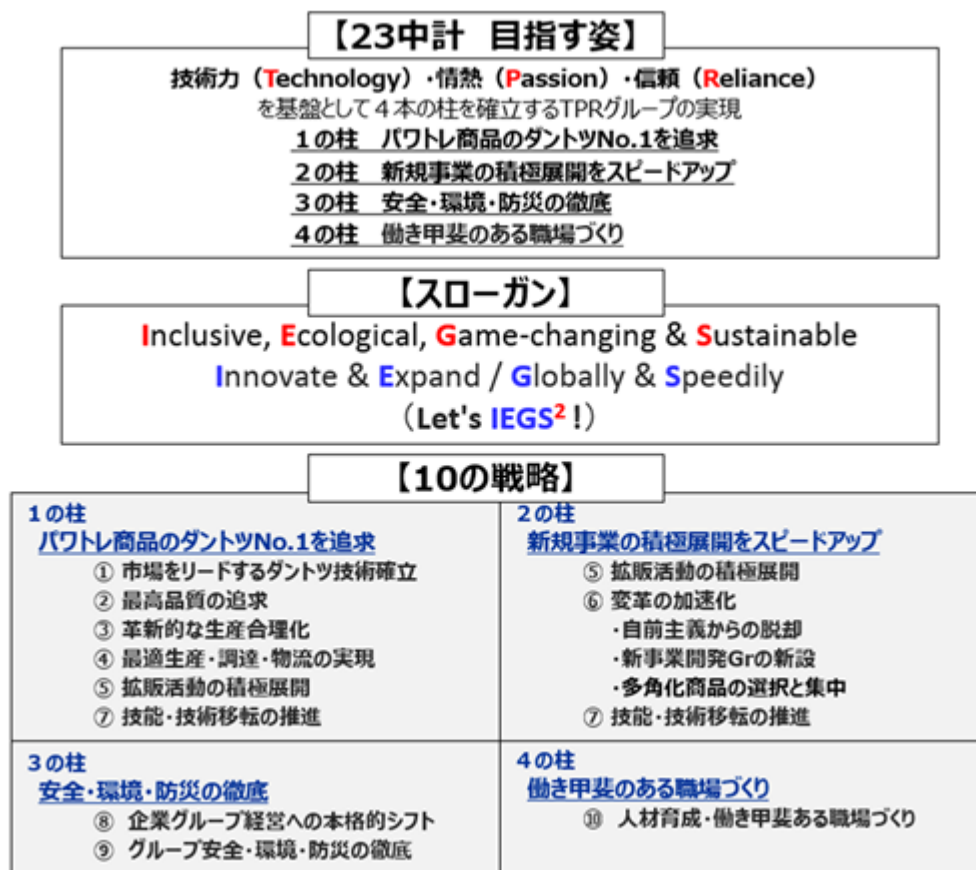 【23中計 目指す姿】
技術力（Technology）・情熱（Passion）・信頼（Reliance）
を基盤として４本の柱を確立するTPRグループの実現
１の柱 パワトレ商品のダントツNo.1を追求
２の柱 新規事業の積極展開をスピードアップ
３の柱 安全・環境・防災の徹底
４の柱 働き甲斐のある職場づくり
【スローガン】
Inclusive, Ecological, Game-changing & Sustainable
Innovate & Expand / Globally & Speedily
（Let's IEGS²！）
【10の戦略】
１の柱
パワトレ商品のダントツNo.1を追求
① 市場をリードするダントツ技術確立
② 最高品質の追求
③ 革新的な生産合理化
④ 最適生産・調達・物流の実現
⑤ 拡販活動の積極展開
⑦ 技能・技術移転の推進
２の柱
新規事業の積極展開をスピードアップ
⑤ 拡販活動の積極展開
⑥ 変革の加速化
・自前主義からの脱却
・新事業開発Grの新設
・多角化商品の選択と集中
⑦ 技能・技術移転の推進
３の柱
安全・環境・防災の徹底
⑧ 企業グループ経営への本格的シフト
⑨ グループ安全・環境・防災の徹底
４の柱
働き甲斐のある職場づくり
⑩ 人材育成・働き甲斐ある職場づくり